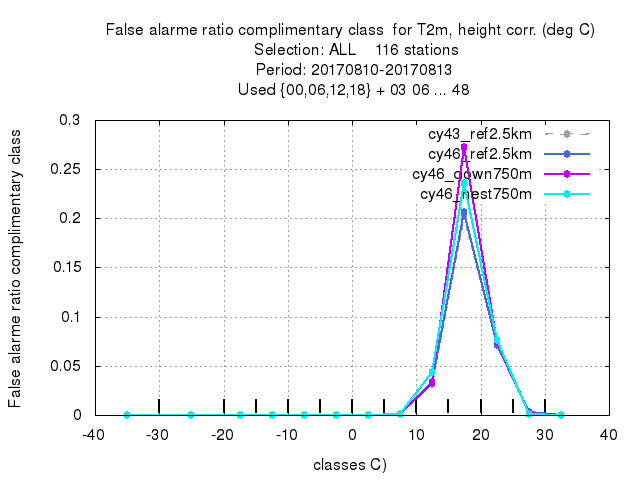 False alarme ratio complimentary class  for T2m, height corr. (deg C)
Selection: ALL    116 stations
Period: 20170810-20170813
Used {00,06,12,18} + 03 06 ... 48
False alarme ratio complimentary class
0.3
0.25
0.2
0.15
0.1
0.05
0
cy43_ref2.5km
cy46_ref2.5km
cy46_down750m
cy46_nest750m
-40 -30 -20 -10 0 10 20 30 40
classes C)